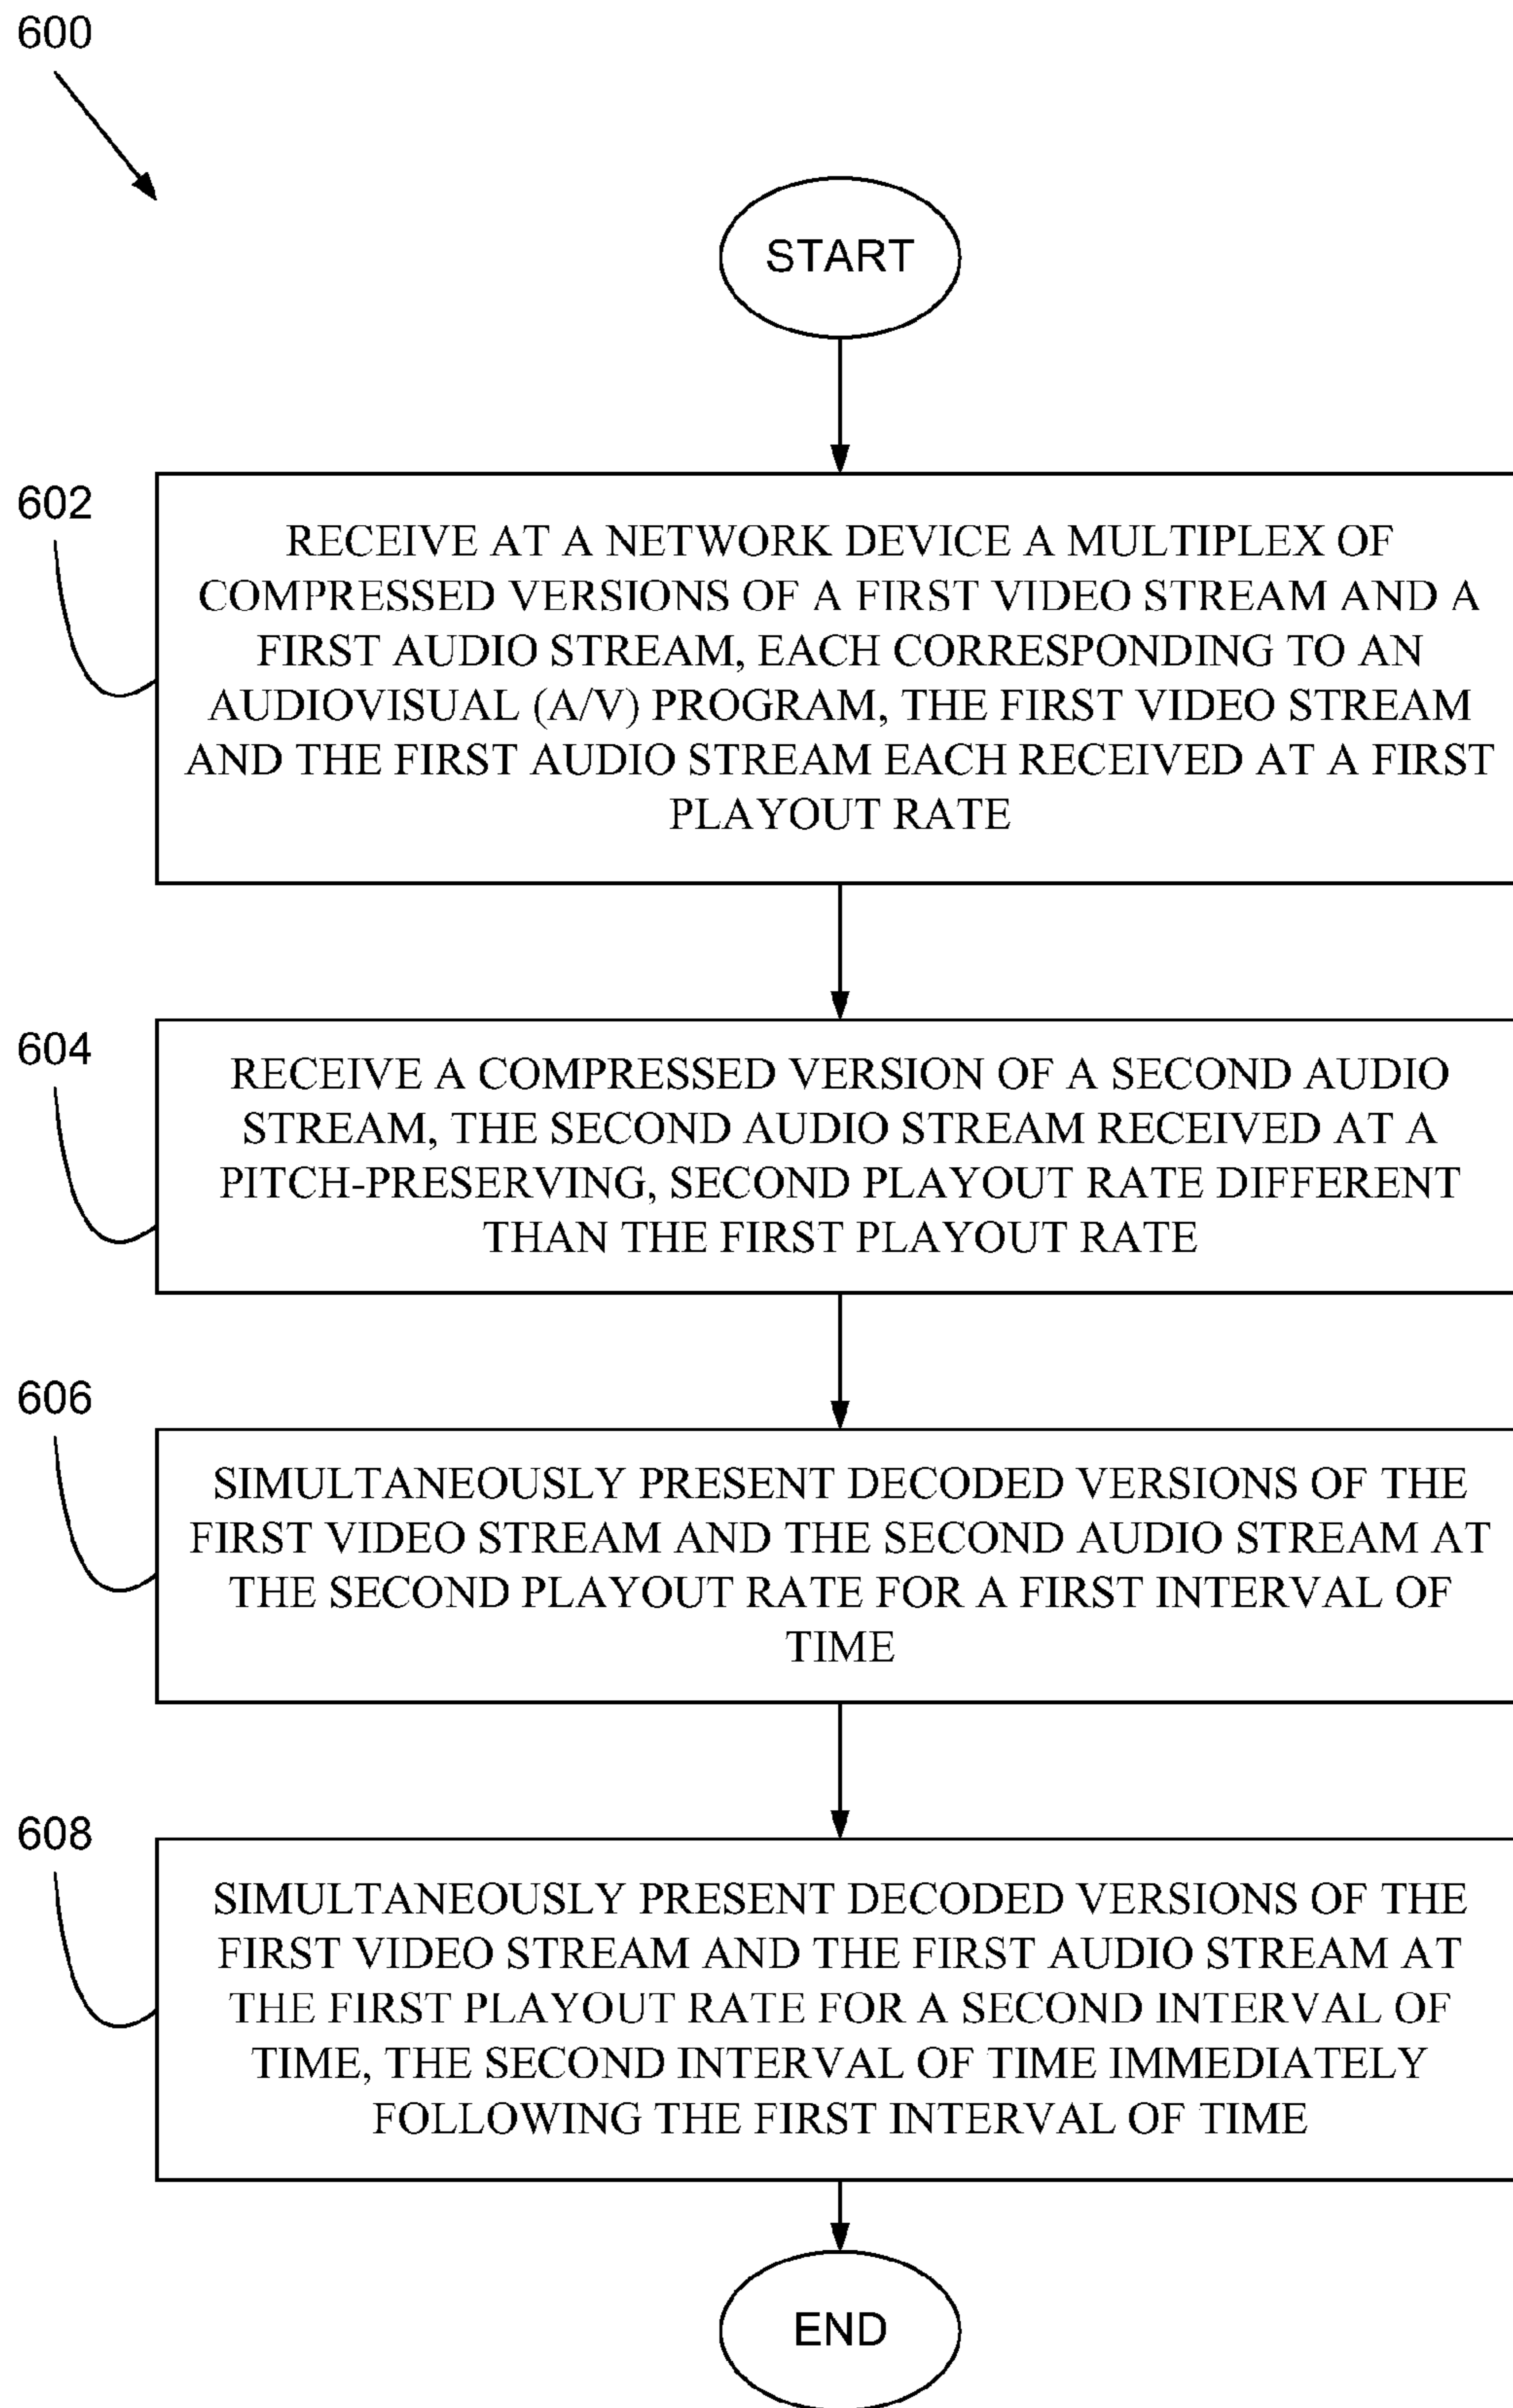 600
START
602
RECEIVE AT A NETWORK DEVICE A MULTIPLEX OF
COMPRESSED VERSIONS OF A FIRST VIDEO STREAM AND A
FIRST AUDIO STREAM, EACH CORRESPONDING TO AN
AUDIOVISUAL (A/V) PROGRAM, THE FIRST VIDEO STREAM
AND THE FIRST AUDIO STREAM EACH RECEIVED AT A FIRST
PLAYOUT RATE
604
RECEIVE A COMPRESSED VERSION OF A SECOND AUDIO
STREAM, THE SECOND AUDIO STREAM RECEIVED AT A
PITCH-PRESERVING, SECOND PLAYOUT RATE DIFFERENT
THAN THE FIRST PLAYOUT RATE
606
SIMULTANEOUSLY PRESENT DECODED VERSIONS OF THE
FIRST VIDEO STREAM AND THE SECOND AUDIO STREAM AT
THE SECOND PLAYOUT RATE FOR A FIRST INTERVAL OF
TIME
608
SIMULTANEOUSLY PRESENT DECODED VERSIONS OF THE
FIRST VIDEO STREAM AND THE FIRST AUDIO STREAM AT
THE FIRST PLAYOUT RATE FOR A SECOND INTERVAL OF
TIME, THE SECOND INTERVAL OF TIME IMMEDIATELY
FOLLOWING THE FIRST INTERVAL OF TIME
END